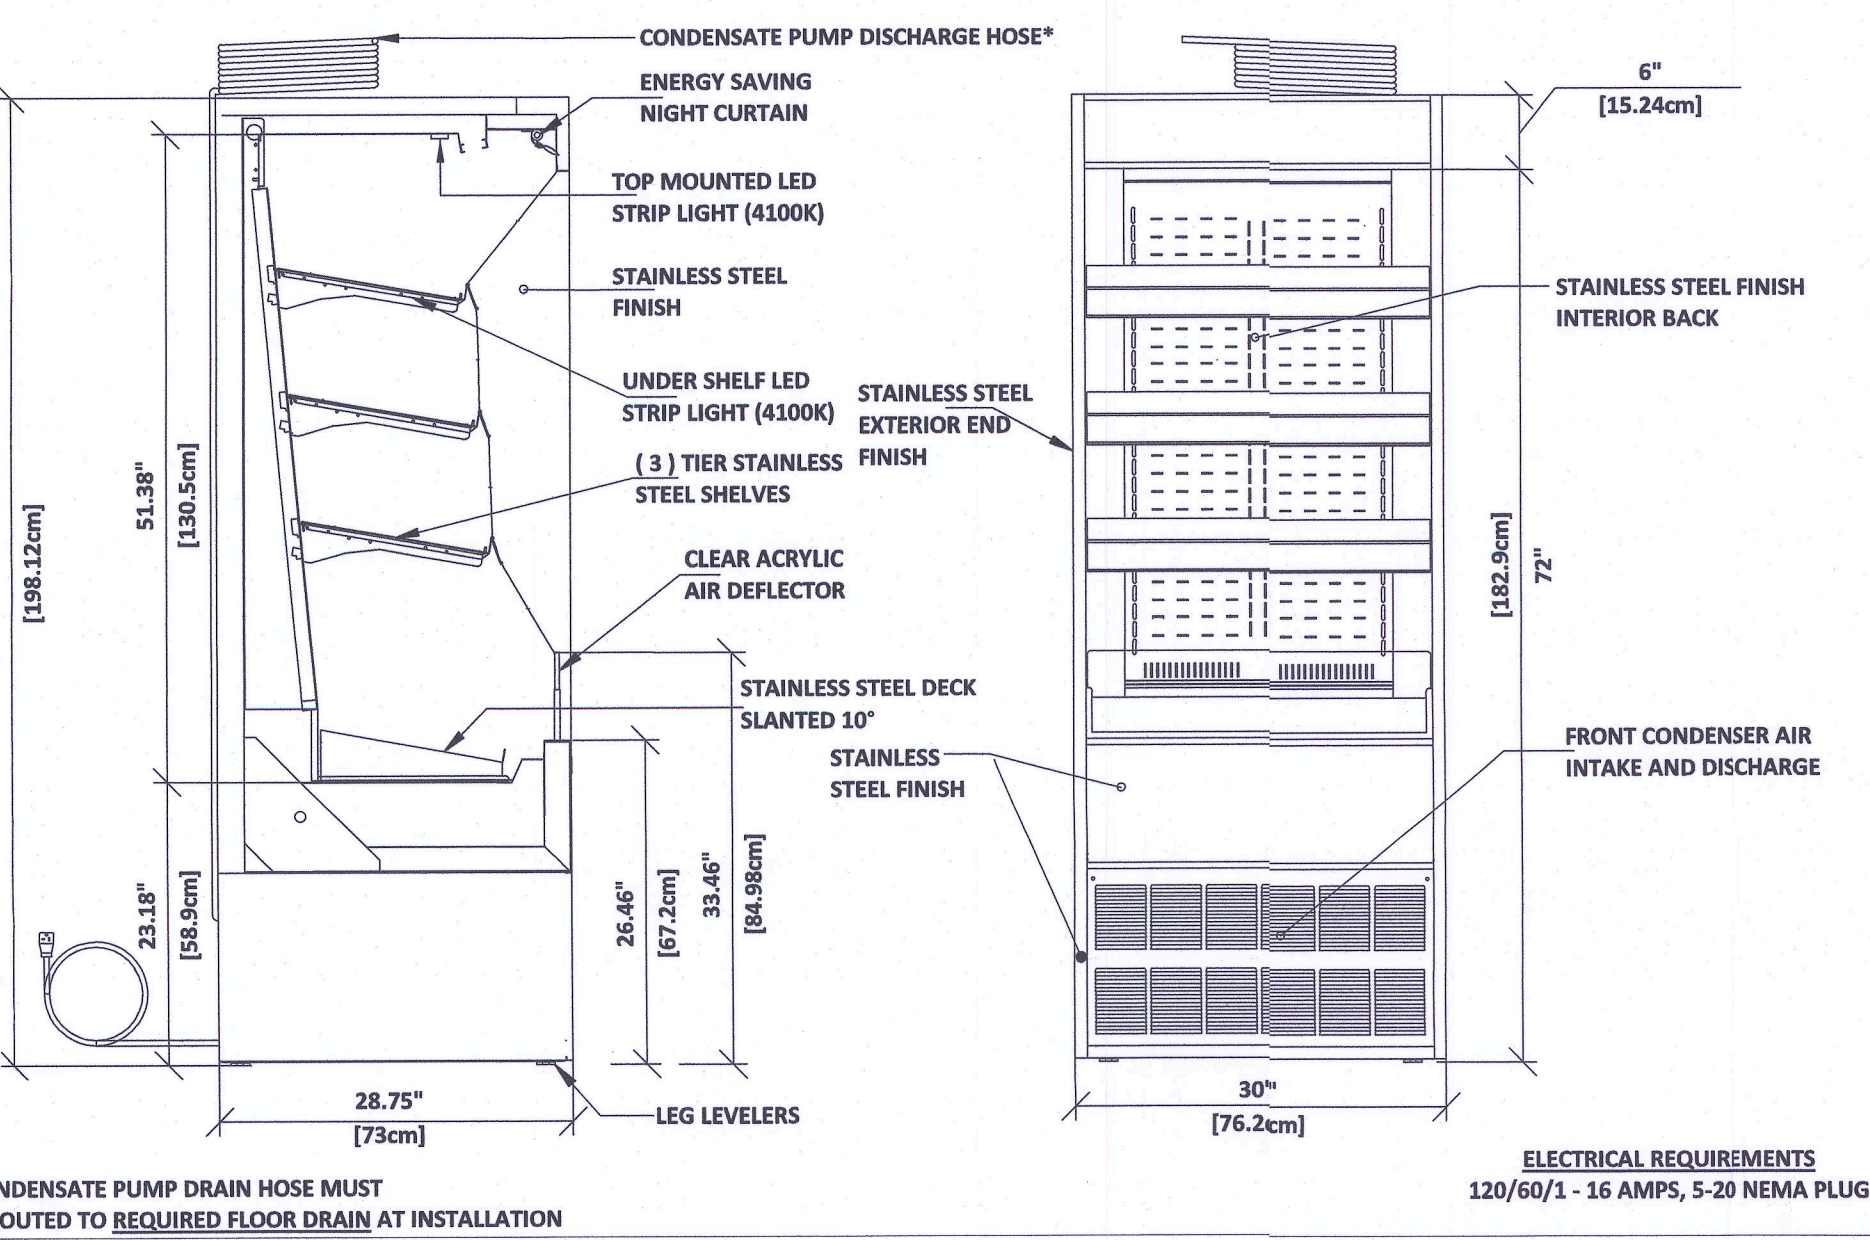 CONDENSATE PUMP DISCHARGE HOSE*
ENERGY SAVING
NIGHT CURTAIN
TOP MOUNTED LED
STRIP LIGHT (4100K)
STAINLESS STEEL
FINISH
UNDER SHELF LED
STRIP LIGHT (4100K)
( 3 ) TIER STAINLESS
STEEL SHELVES
CLEAR ACRYLIC
AIR DEFLECTOR
STAINLESS STEEL DECK
SLANTED 10°
LEG LEVELERS
[198.12cm]
51.38"
[130.5cm]
23.18"
[58.9cm]
26.46"
[67.2cm]
33.46"
[84.98cm]
28.75"
[73cm]
STAINLESS STEEL
EXTERIOR END
FINISH
STAINLESS
STEEL FINISH
6"
[15.24cm]
STAINLESS STEEL FINISH
INTERIOR BACK
[182.9cm]
72"
FRONT CONDENSER AIR
INTAKE AND DISCHARGE
30"
[76.2cm]
NDENSATE PUMP DRAIN HOSE MUST
OUTED TO REQUIRED FLOOR DRAIN AT INSTALLATION
ELECTRICAL REQUIREMENTS
120/60/1 - 16 AMPS, 5-20 NEMA PLUG